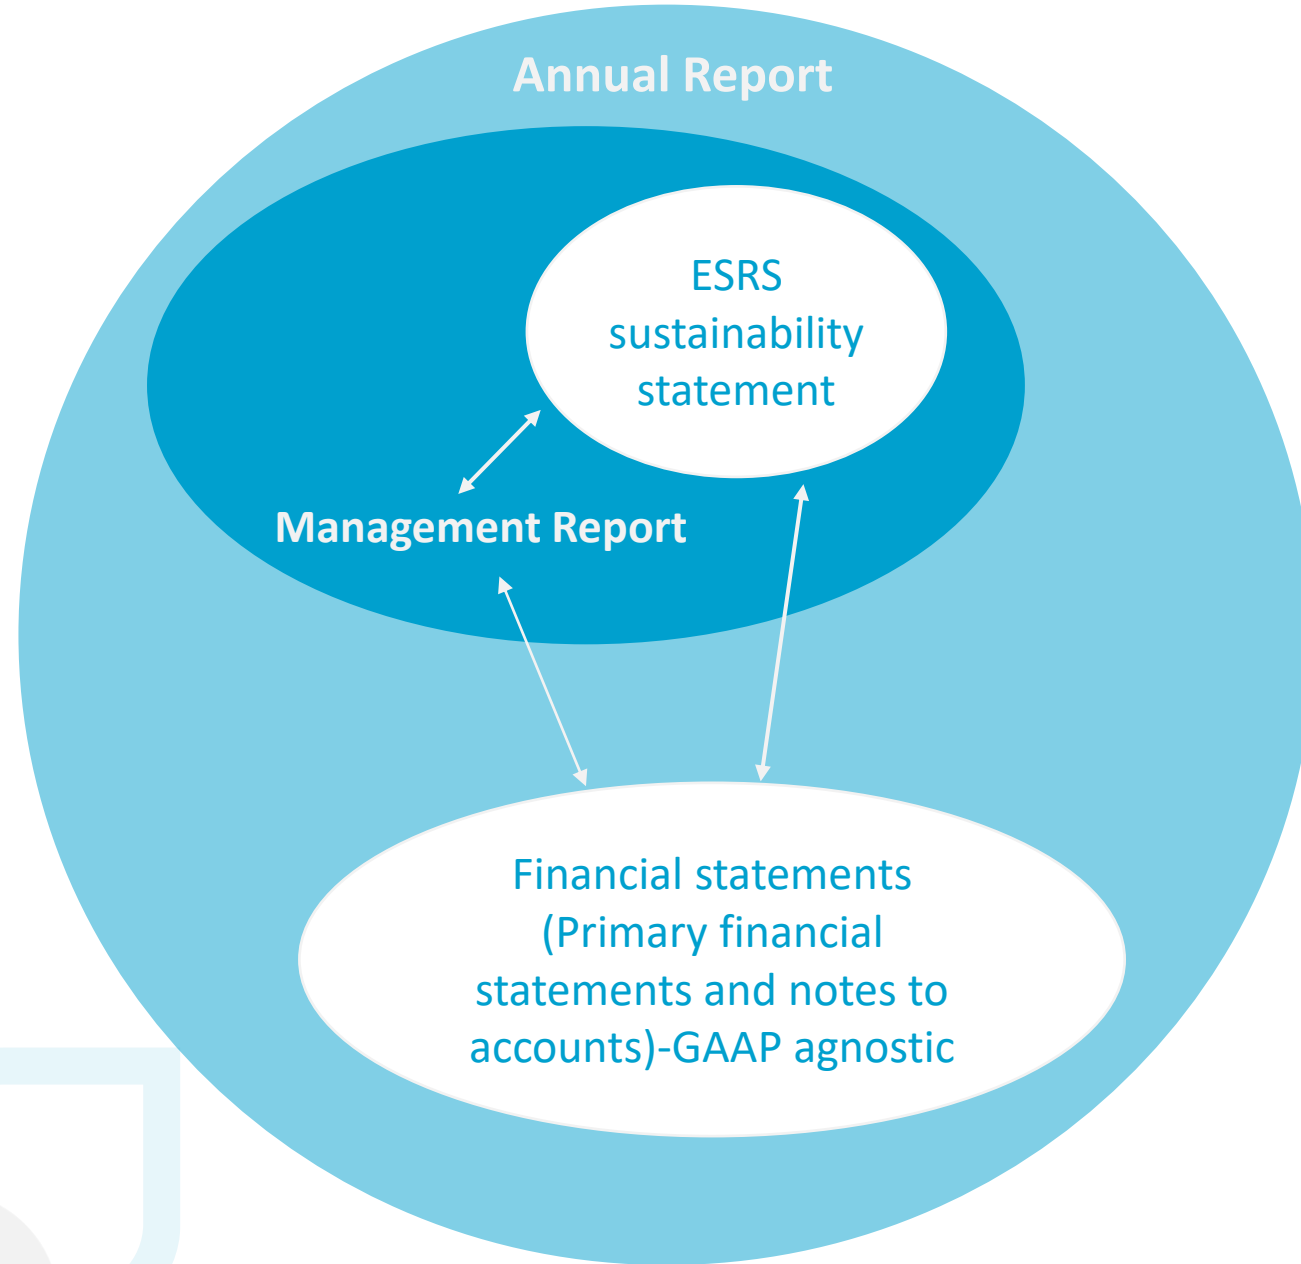 Annual Report
ESRS
sustainability
statement
Management Report
Financial statements
(Primary financial
statements and notes to
accounts)-GAAP agnostic